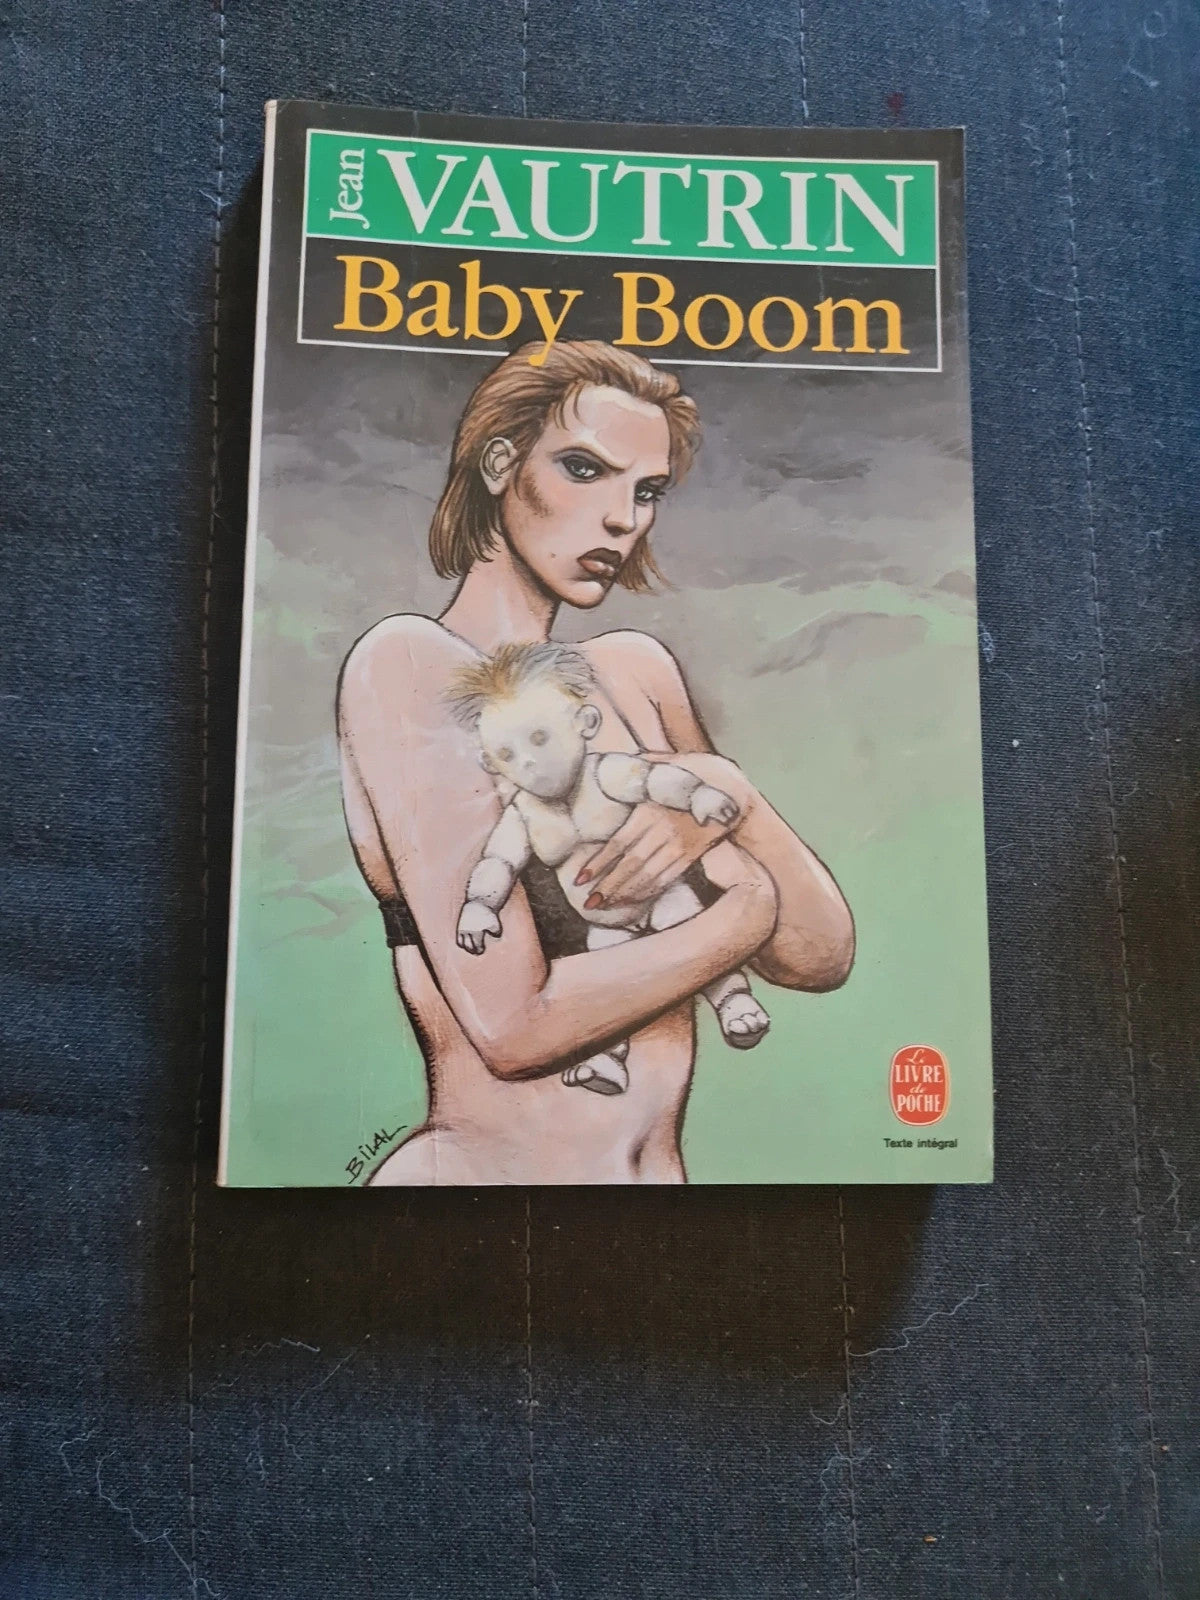 Jean VAUTRIN
Baby Boom
BILAL
Le
LIVRE
de
POCHE
Texte intégral